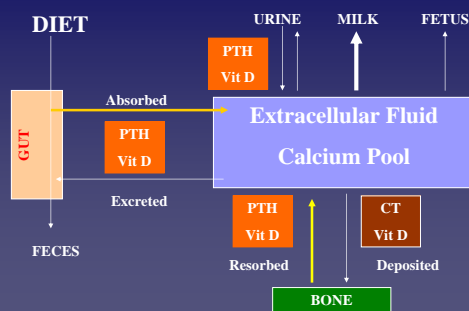 DIET
URINE
MILK
FETUS
PTH
Vit D
Absorbed
Extracellular Fluid
Calcium Pool
GUT
PTH
Vit D
Excreted
FECES
PTH
Vit D
CT
Vit D
Resorbed
Deposited
BONE